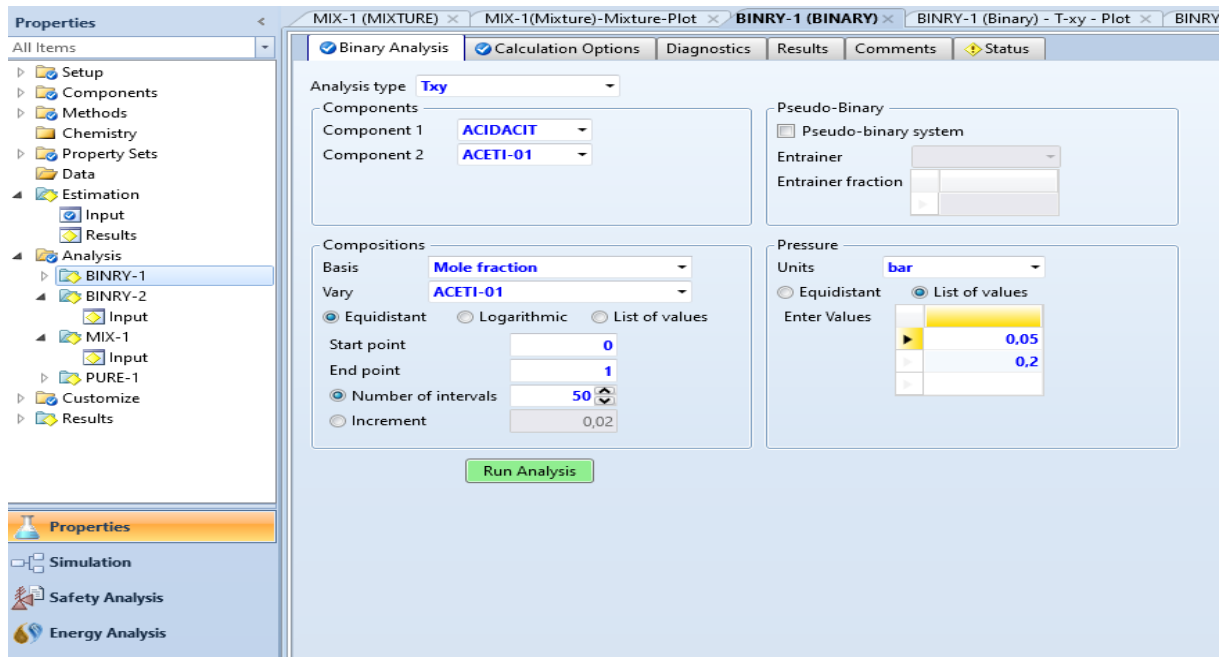 Properties <
All Items
Setup
Components
Methods
Chemistry
Property Sets
Data
Estimation
Input
Results
Analysis
BINRY-1
BINRY-2
Input
MIX-1
Input
PURE-1
Customize
Results
Properties
Simulation
Safety Analysis
Energy Analysis
MIX-1 (MIXTURE) × MIX-1(Mixture)-Mixture-Plot × BINRY-1 (BINARY) × BINRY-1 (Binary) - T-xy - Plot × BINRY
Binary Analysis Calculation Options Diagnostics Results Comments Status
Analysis type Txy
Components
Component 1 ACIDACIT
Component 2 ACETI-01
Pseudo-Binary
Pseudo-binary system
Entrainer
Entrainer fraction
Compositions
Basis Mole fraction
Vary ACETI-01
Equidistant Logarithmic List of values
Start point 0
End point 1
Number of intervals 50
Increment 0,02
Pressure
Units bar
Equidistant List of values
Enter Values
0,05
0,2
Run Analysis